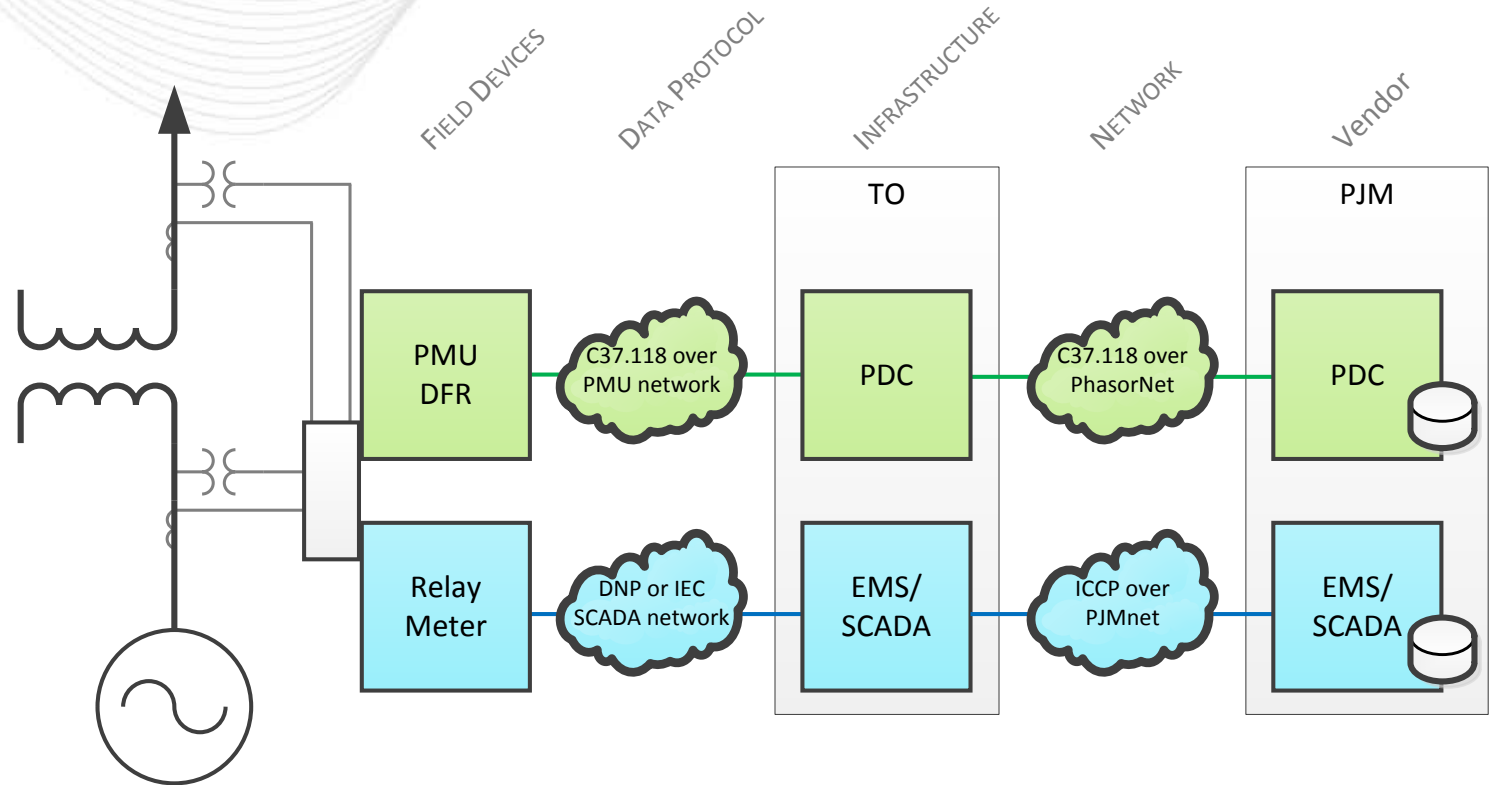 FIELD DEVICES
DATA PROTOCOL
INFRASTRUCTURE
NETWORK
Vendor
TO
PJM
PMU
DFR
C37.118 over
PMU network
PDC
C37.118 over
PhasorNet
PDC
Relay
Meter
DNP or IEC
SCADA network
EMS/
SCADA
ICCP over
PJMnet
EMS/
SCADA